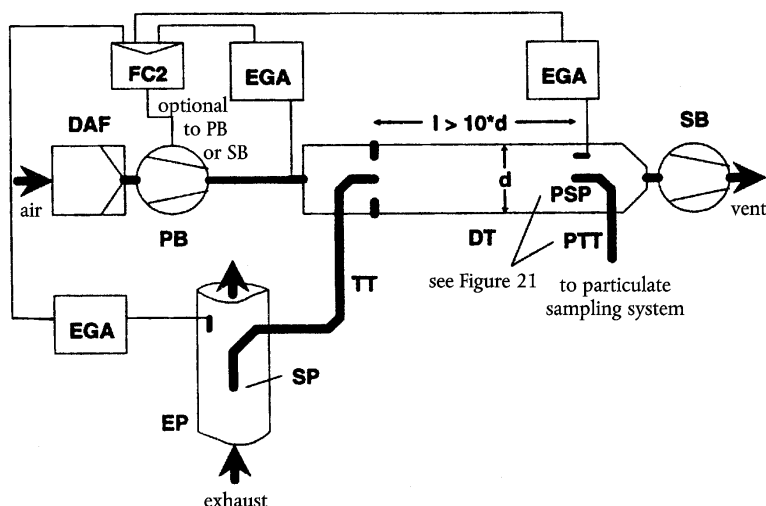 FC2
EGA
EGA
optional
to PB
or SB
DAF
l > 10*d
SB
d
air
PB
PSP
vent
DT
PTT
TT
see Figure 21
to particulate
sampling system
EGA
SP
EP
exhaust